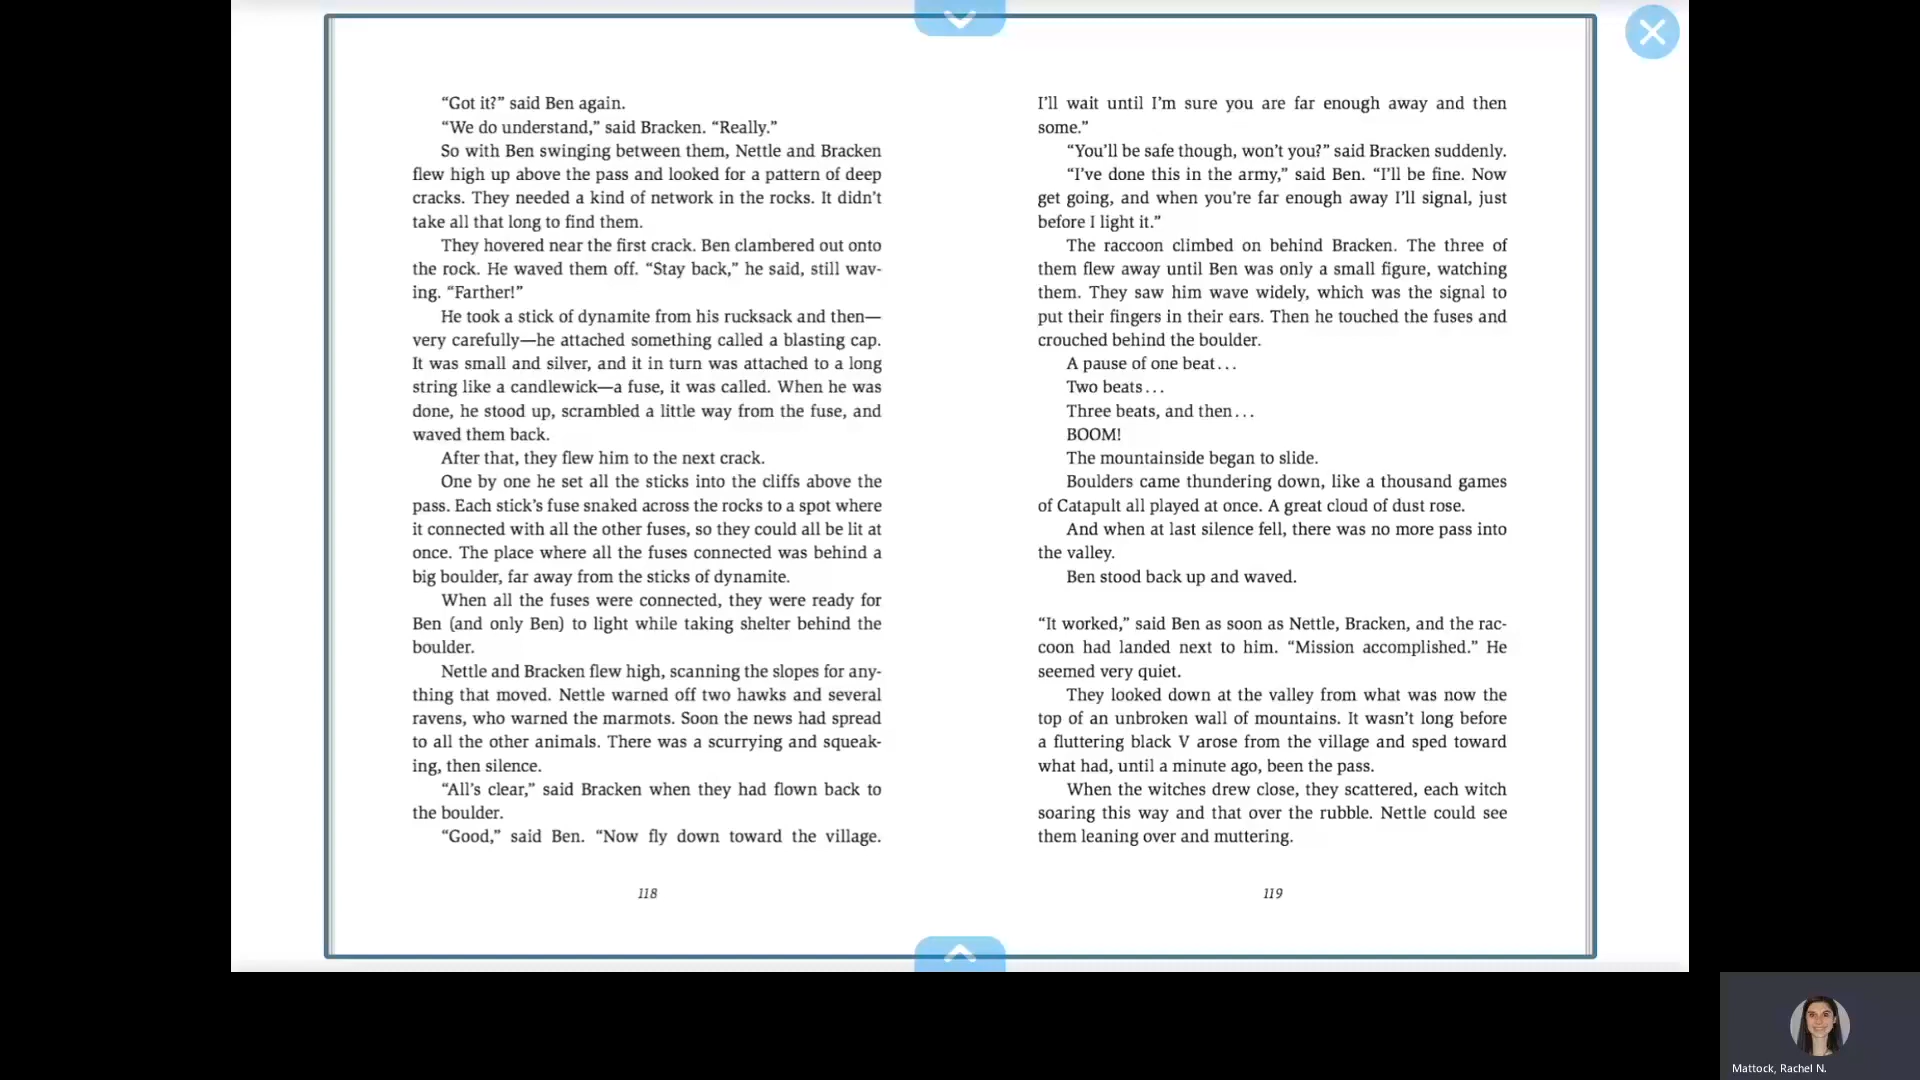 “Got it?” said Ben again.
“We do understand,” said Bracken. “Really.”
So with Ben swinging between them, Nettle and Bracken
flew high up above the pass and looked for a pattern of deep
cracks. They needed a kind of network in the rocks. It didn’t
take all that long to find them.
They hovered near the first crack. Ben clambered out onto
the rock. He waved them off. “Stay back,” he said, still wav-
ing. “Farther!”
He took a stick of dynamite from his rucksack and then—
very carefully—he attached something called a blasting cap.
It was small and silver, and it in turn was attached to a long
string like a candlewick—a fuse, it was called. When he was
done, he stood up, scrambled a little way from the fuse, and
waved them back.
After that, they flew him to the next crack.
One by one he set all the sticks into the cliffs above the
pass. Each stick’s fuse snaked across the rocks to a spot where
it connected with all the other fuses, so they could all be lit at
once. The place where all the fuses connected was behind a
big boulder, far away from the sticks of dynamite.
When all the fuses were connected, they were ready for
Ben (and only Ben) to light while taking shelter behind the
boulder.
Nettle and Bracken flew high, scanning the slopes for any-
thing that moved. Nettle warned off two hawks and several
ravens, who warned the marmots. Soon the news had spread
to all the other animals. There was a scurrying and squeak-
ing, then silence.
“All’s clear,” said Bracken when they had flown back to
the boulder.
“Good,” said Ben. “Now fly down toward the village.
118
I’ll wait until I’m sure you are far enough away and then
some.”
“You’ll be safe though, won’t you?” said Bracken suddenly.
“I’ve done this in the army,” said Ben. “I’ll be fine. Now
get going, and when you’re far enough away I’ll signal, just
before I light it.”
The raccoon climbed on behind Bracken. The three of
them flew away until Ben was only a small figure, watching
them. They saw him wave widely, which was the signal to
put their fingers in their ears. Then he touched the fuses and
crouched behind the boulder.
A pause of one beat . . .
Two beats . . .
Three beats, and then . . .
BOOM!
The mountainside began to slide.
Boulders came thundering down, like a thousand games
of Catapult all played at once. A great cloud of dust rose.
And when at last silence fell, there was no more pass into
the valley.
Ben stood back up and waved.
“It worked,” said Ben as soon as Nettle, Bracken, and the rac-
coon had landed next to him. “Mission accomplished.” He
seemed very quiet.
They looked down at the valley from what was now the
top of an unbroken wall of mountains. It wasn’t long before
a fluttering black V arose from the village and sped toward
what had, until a minute ago, been the pass.
When the witches drew close, they scattered, each witch
soaring this way and that over the rubble. Nettle could see
them leaning over and muttering.
119
Mattock, Rachel N.